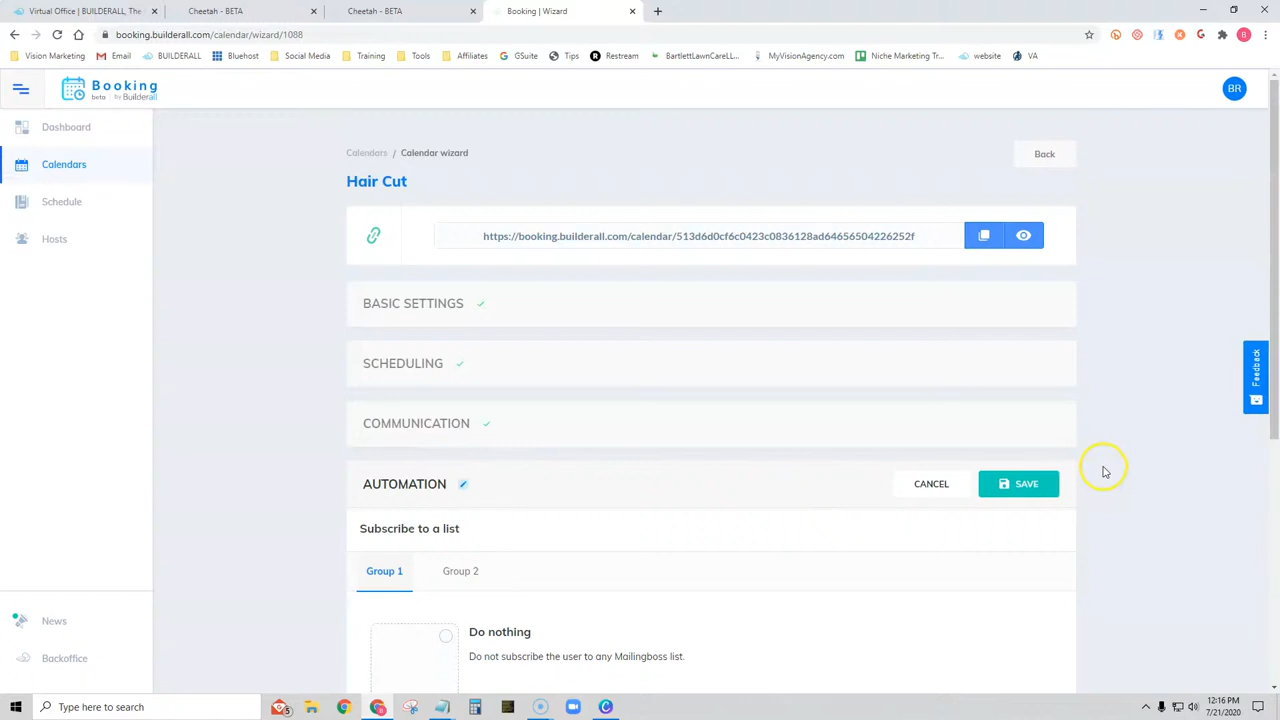 Virtual Office | BUILDERALL, The
Cheetah - BETA
Cheetah - BETA
Booking | Wizard
booking.builderall.com/calendar/wizard/1088
B
Vision Marketing
Email
BUILDERALL
Bluehost
Social Media
Training
Tools
Affiliates
GSuite
Tips
Restream
BartlettLawnCareLL...
MyVisionAgency.com
Niche Marketing Tr...
website
VA
Booking
beta by Builderall
BR
Dashboard
Calendars
Schedule
Hosts
News
Backoffice
Calendars / Calendar wizard
Back
Hair Cut
https://booking.builderall.com/calendar/513d6d0cf6c0423c0836128ad64656504226252f
BASIC SETTINGS
SCHEDULING
COMMUNICATION
AUTOMATION
CANCEL
SAVE
Subscribe to a list
Group 1
Group 2
Do nothing
Do not subscribe the user to any Mailingboss list.
Feedback
Type here to search
12:16 PM
7/21/2020